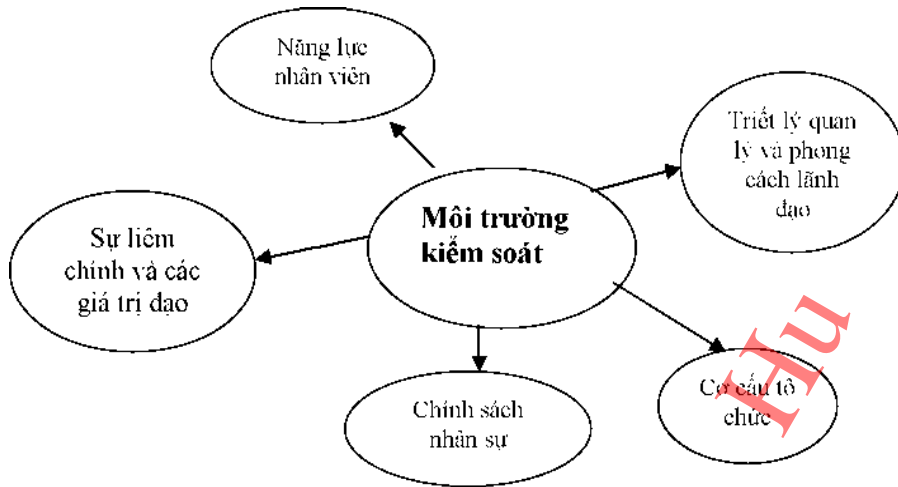 Năng lực
nhân viên
Triết lý quan
lý và phong
cách lãnh
đạo
Môi trường
kiểm soát
Sự liêm
chính và các
giá trị đạo
Chính sách
nhân sự
Cơ cấu tô
chức
Hu